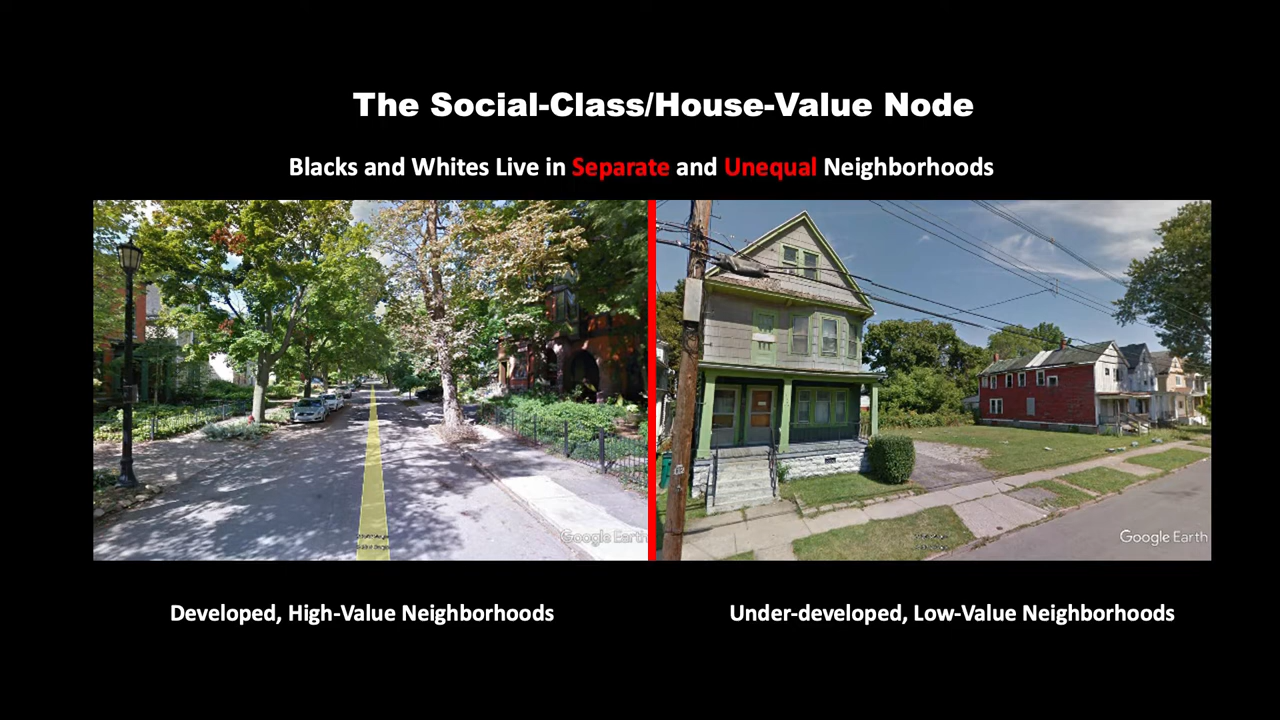 The Social-Class/House-Value Node
Blacks and Whites Live in Separate and Unequal Neighborhoods
Google Earth
Google Earth
Developed, High-Value Neighborhoods
Under-developed, Low-Value Neighborhoods